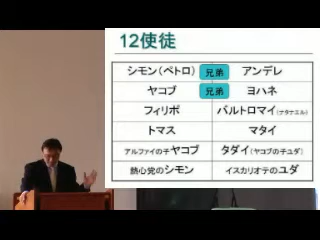 12使徒
シモン(ペトロ) 兄弟 アンデレ
ヤコブ 兄弟 ヨハネ
フィリポ バルトロマイ(ナタナエル)
トマス マタイ
アルファイの子ヤコブ タダイ(ヤコブの子ユダ)
熱心党のシモン イスカリオテのユダ